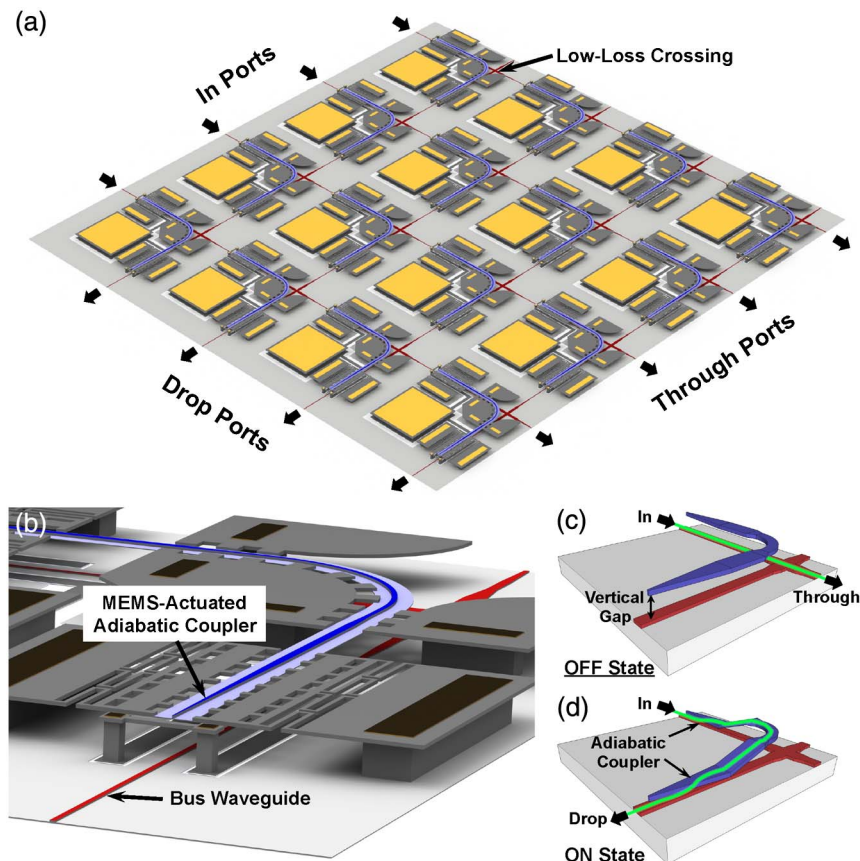 (a)
In Ports
Low-Loss Crossing
Drop Ports
Through Ports
(b)
MEMS-Actuated
Adiabatic Coupler
Bus Waveguide
(c)
In
Vertical
Gap
Through
OFF State
(d)
In
Adiabatic
Coupler
Drop
ON State